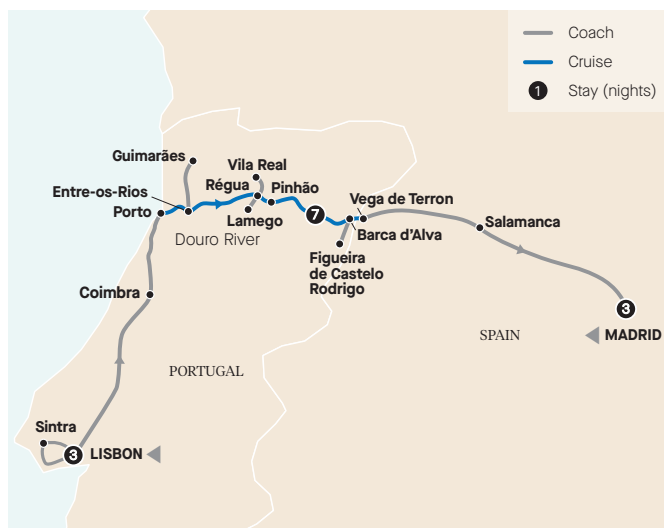 Coach
Cruise
1 Stay (nights)
Guimarães
Vila Real
Régua
Pinhão
Entre-os-Rios
Porto
Lamego
Douro River
7
Vega de Terron
Barca d'Alva
Salamanca
Figueira
de Castelo
Rodrigo
Coimbra
3
MADRID
SPAIN
PORTUGAL
Sintra
3 LISBON